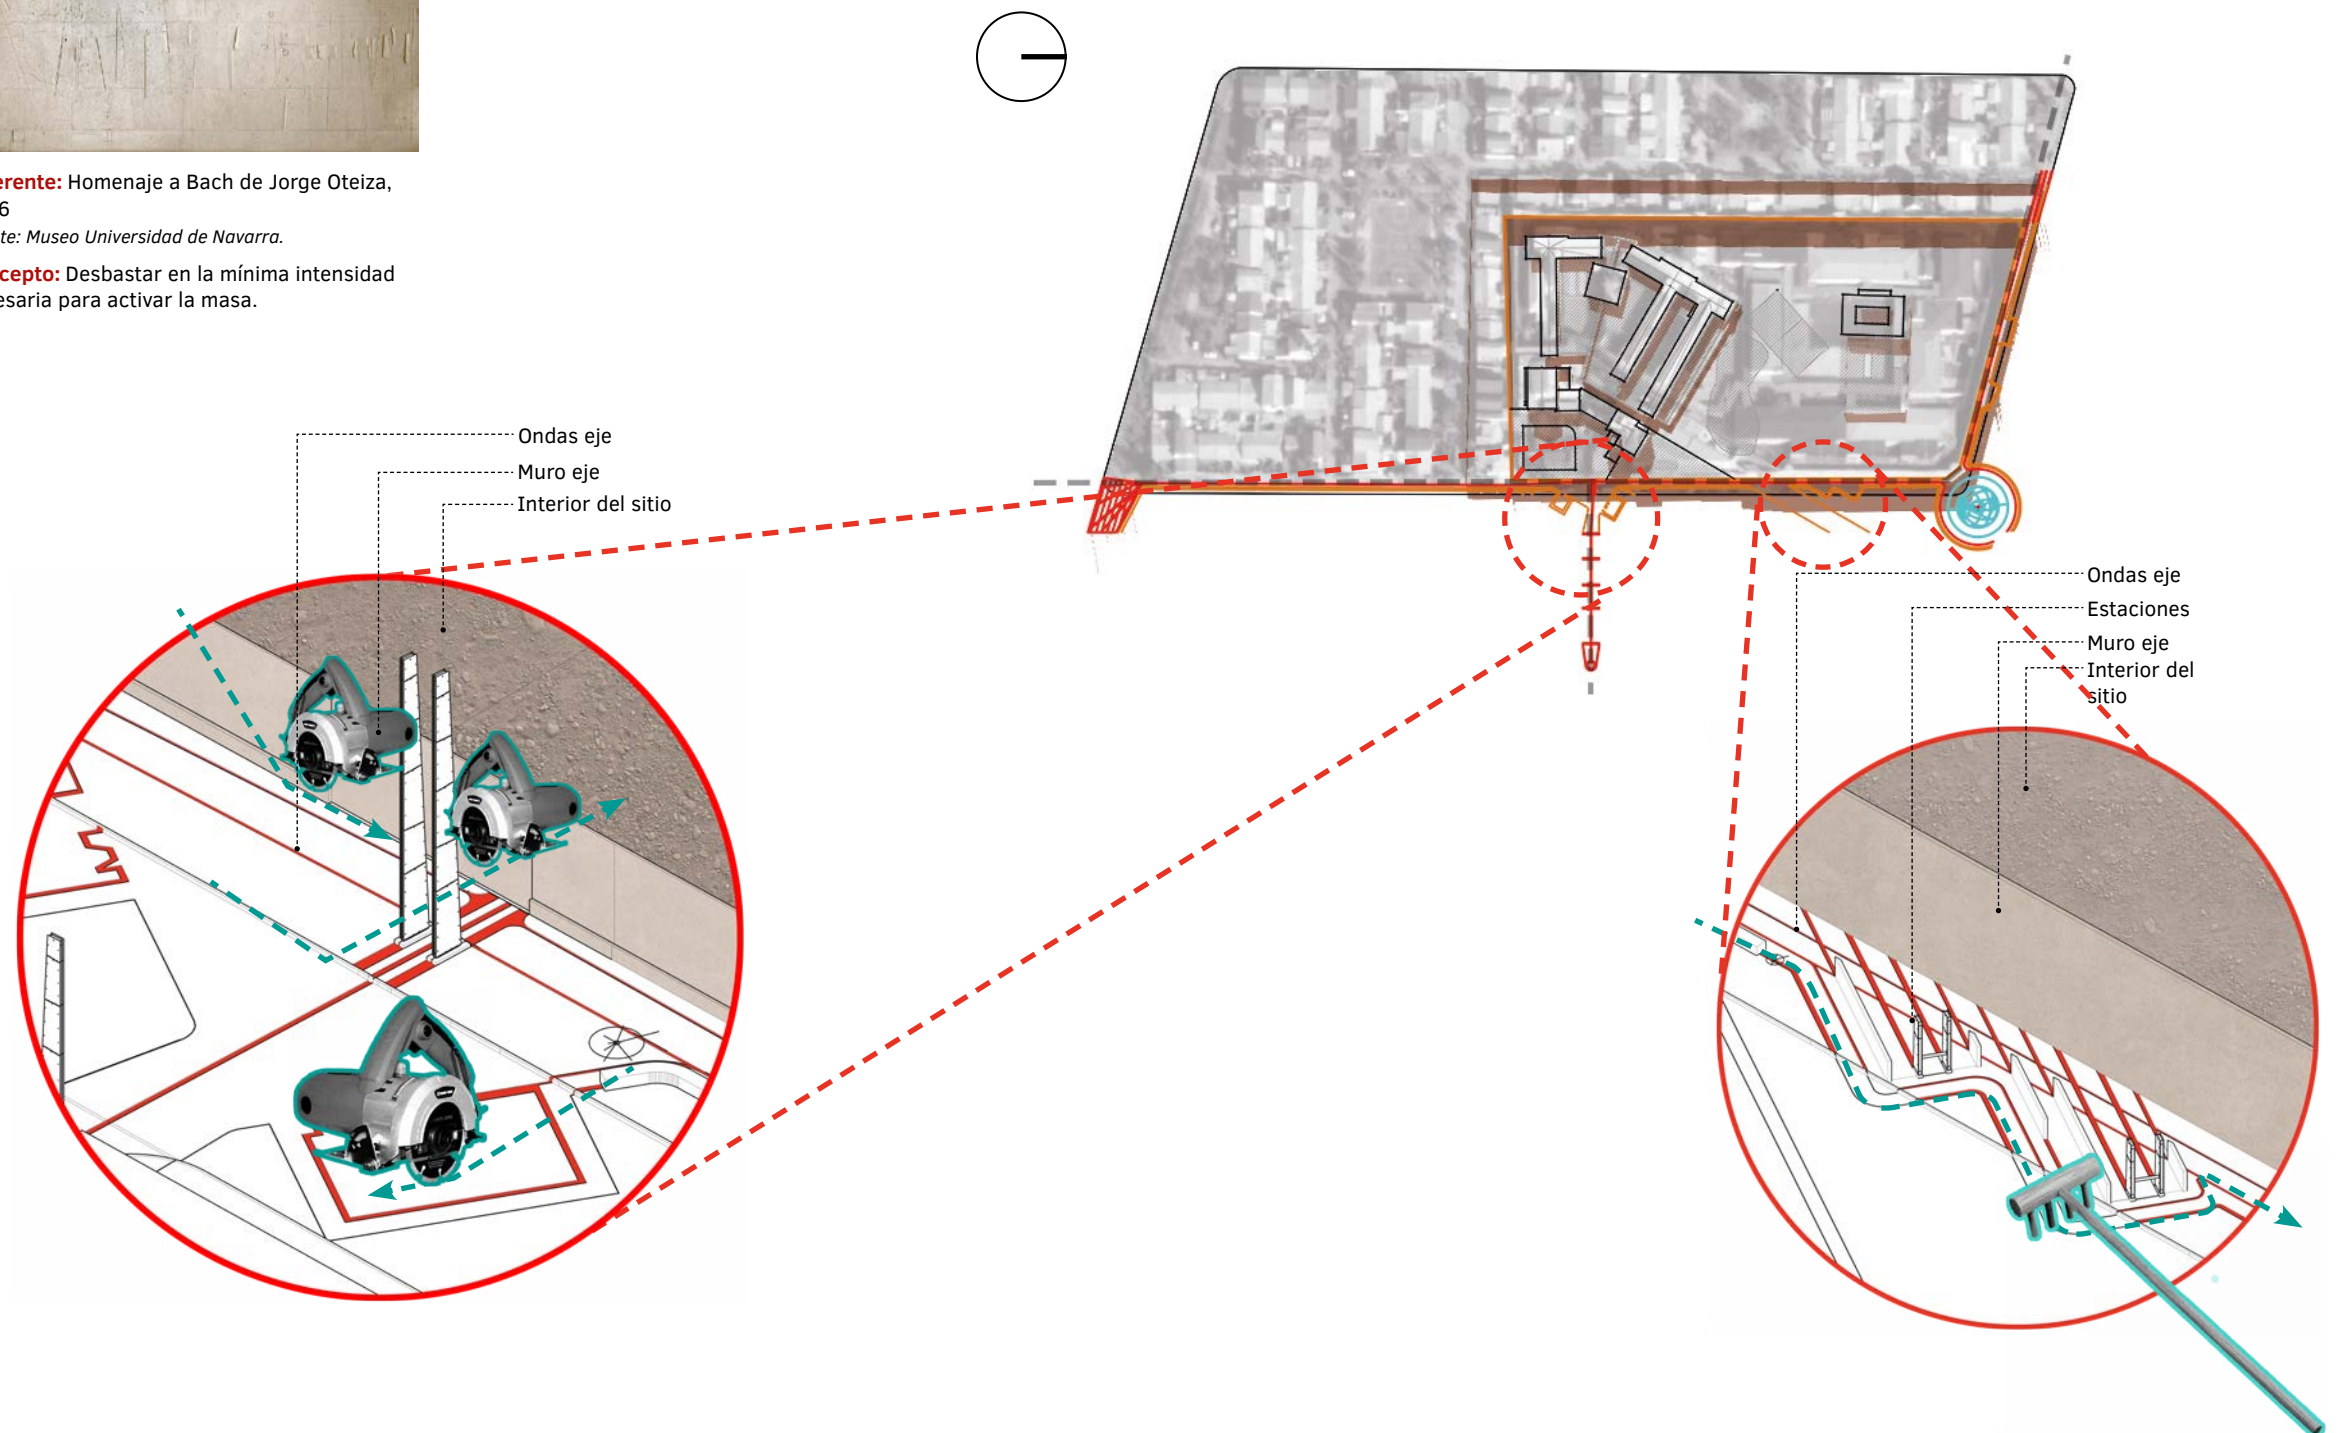 erente: Homenaje a Bach de Jorge Oteiza,
6
te: Museo Universidad de Navarra.
cepto: Desbastar en la mínima intensidad
esaria para activar la masa.
Ondas eje
Muro eje
Interior del sitio
Ondas eje
Estaciones
Muro eje
Interior del
sitio